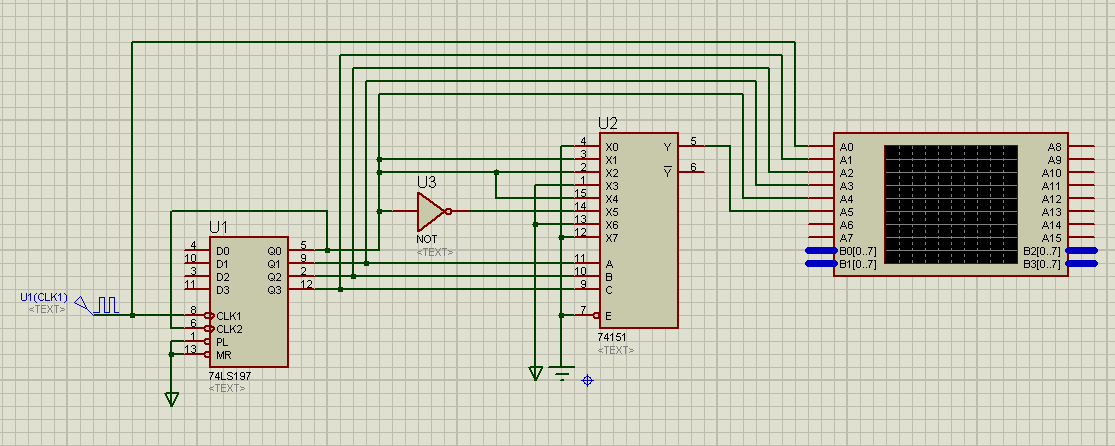 U1
4 D0 Q0 5
10 D1 Q1 9
3 D2 Q2 2
11 D3 Q3 12
8 CLK1
6 CLK2
1 PL
13 MR
74LS197
<TEXT>
U1(CLK1)
<TEXT>
U3
NOT
<TEXT>
U2
4 X0 Y 5
3 X1
2 X2 Y 6
1 X3
15 X4
14 X5
13 X6
12 X7
11 A
10 B
9 C
7 E
74151
<TEXT>
A0 A8
A1 A9
A2 A10
A3 A11
A4 A12
A5 A13
A6 A14
A7 A15
B0[0..7] B2[0..7]
B1[0..7] B3[0..7]